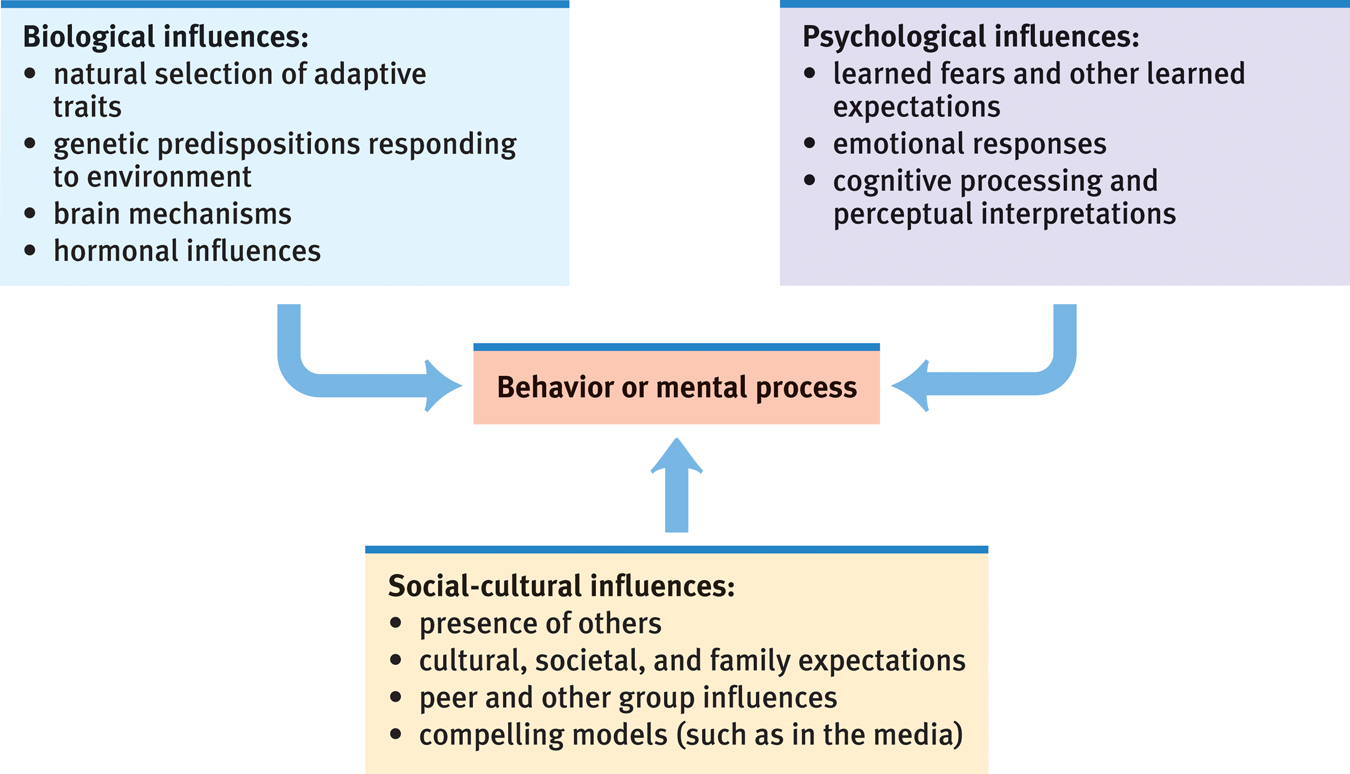 Biological influences:
• natural selection of adaptive
traits
• genetic predispositions responding
to environment
• brain mechanisms
• hormonal influences
Psychological influences:
• learned fears and other learned
expectations
• emotional responses
• cognitive processing and
perceptual interpretations
Behavior or mental process
Social-cultural influences:
• presence of others
• cultural, societal, and family expectations
• peer and other group influences
• compelling models (such as in the media)